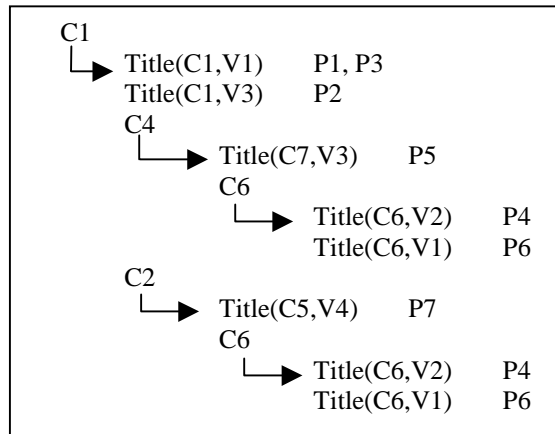 C1
Title(C1,V1) P1, P3
Title(C1,V3) P2
C4
Title(C7,V3) P5
C6
Title(C6,V2) P4
Title(C6,V1) P6
C2
Title(C5,V4) P7
C6
Title(C6,V2) P4
Title(C6,V1) P6